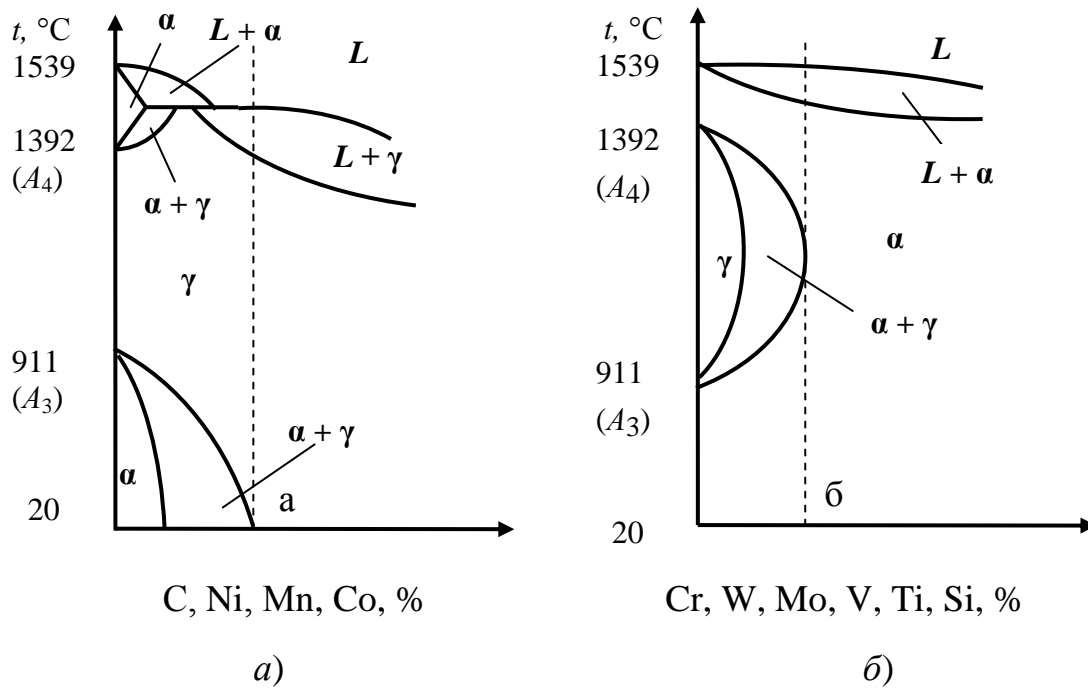 t, °C
α
L + α
L
1539
1392
(A4)
L + γ
α + γ
γ
911
(A3)
α + γ
α
20
а
C, Ni, Mn, Co, %
а)
t, °C
1539
L
1392
(A4)
L + α
α
γ
α + γ
911
(A3)
б
20
Cr, W, Mo, V, Ti, Si, %
б)